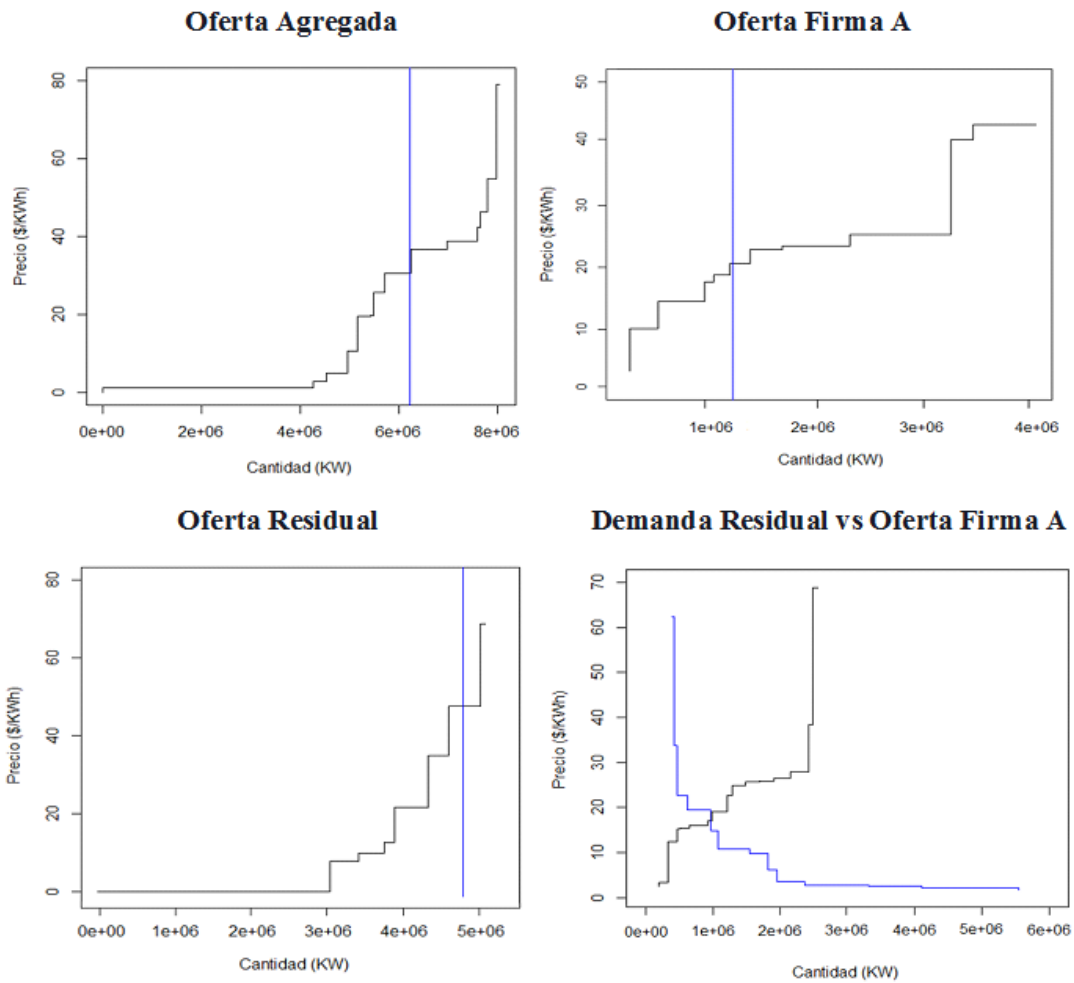 Oferta Agregada
Precio ($/KWh)
80
60
40
20
0
0e+00 2e+06 4e+06 6e+06 8e+06
Cantidad (KW)
Oferta Firma A
Precio ($/KWh)
50
40
30
20
10
0
1e+06 2e+06 3e+06 4e+06
Cantidad (KW)
Oferta Residual
Precio ($/KWh)
80
60
40
20
0
0e+00 1e+06 2e+06 3e+06 4e+06 5e+06
Cantidad (KW)
Demanda Residual vs Oferta Firma A
Precio ($/KWh)
70
60
50
40
30
20
10
0
0e+00 1e+06 2e+06 3e+06 4e+06 5e+06 6e+06
Cantidad (KW)